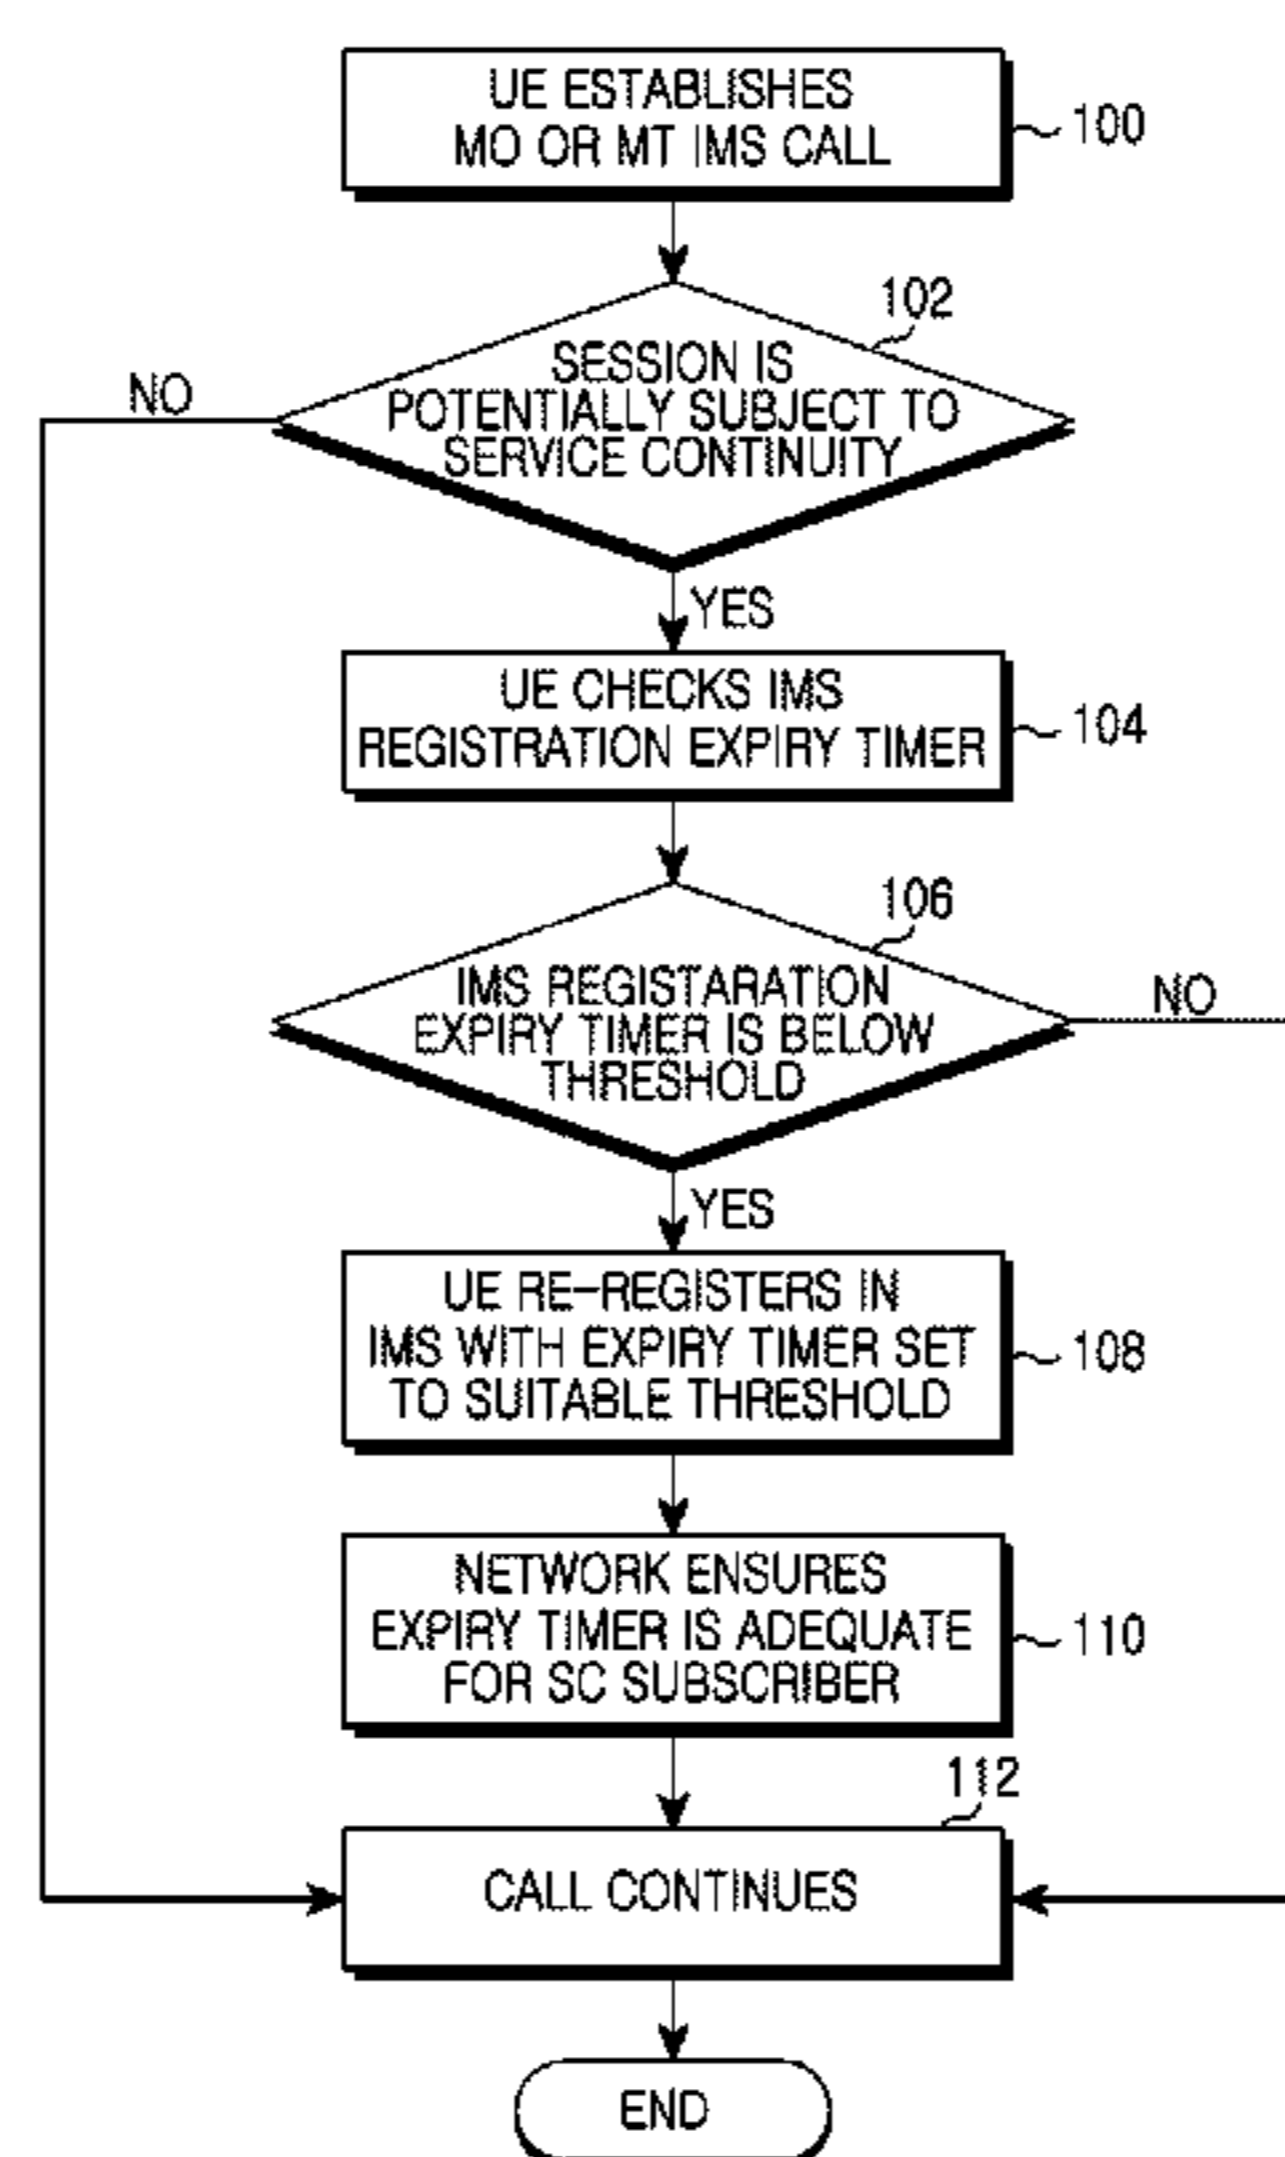 UE ESTABLISHES
MO OR MT IMS CALL
100
102
SESSION IS
POTENTIALLY SUBJECT TO
SERVICE CONTINUITY
NO
YES
UE CHECKS IMS
REGISTRATION EXPIRY TIMER
104
106
IMS REGISTARATION
EXPIRY TIMER IS BELOW
THRESHOLD
NO
YES
UE RE-REGISTERS IN
IMS WITH EXPIRY TIMER SET
TO SUITABLE THRESHOLD
108
NETWORK ENSURES
EXPIRY TIMER IS ADEQUATE
FOR SC SUBSCRIBER
110
112
CALL CONTINUES
END